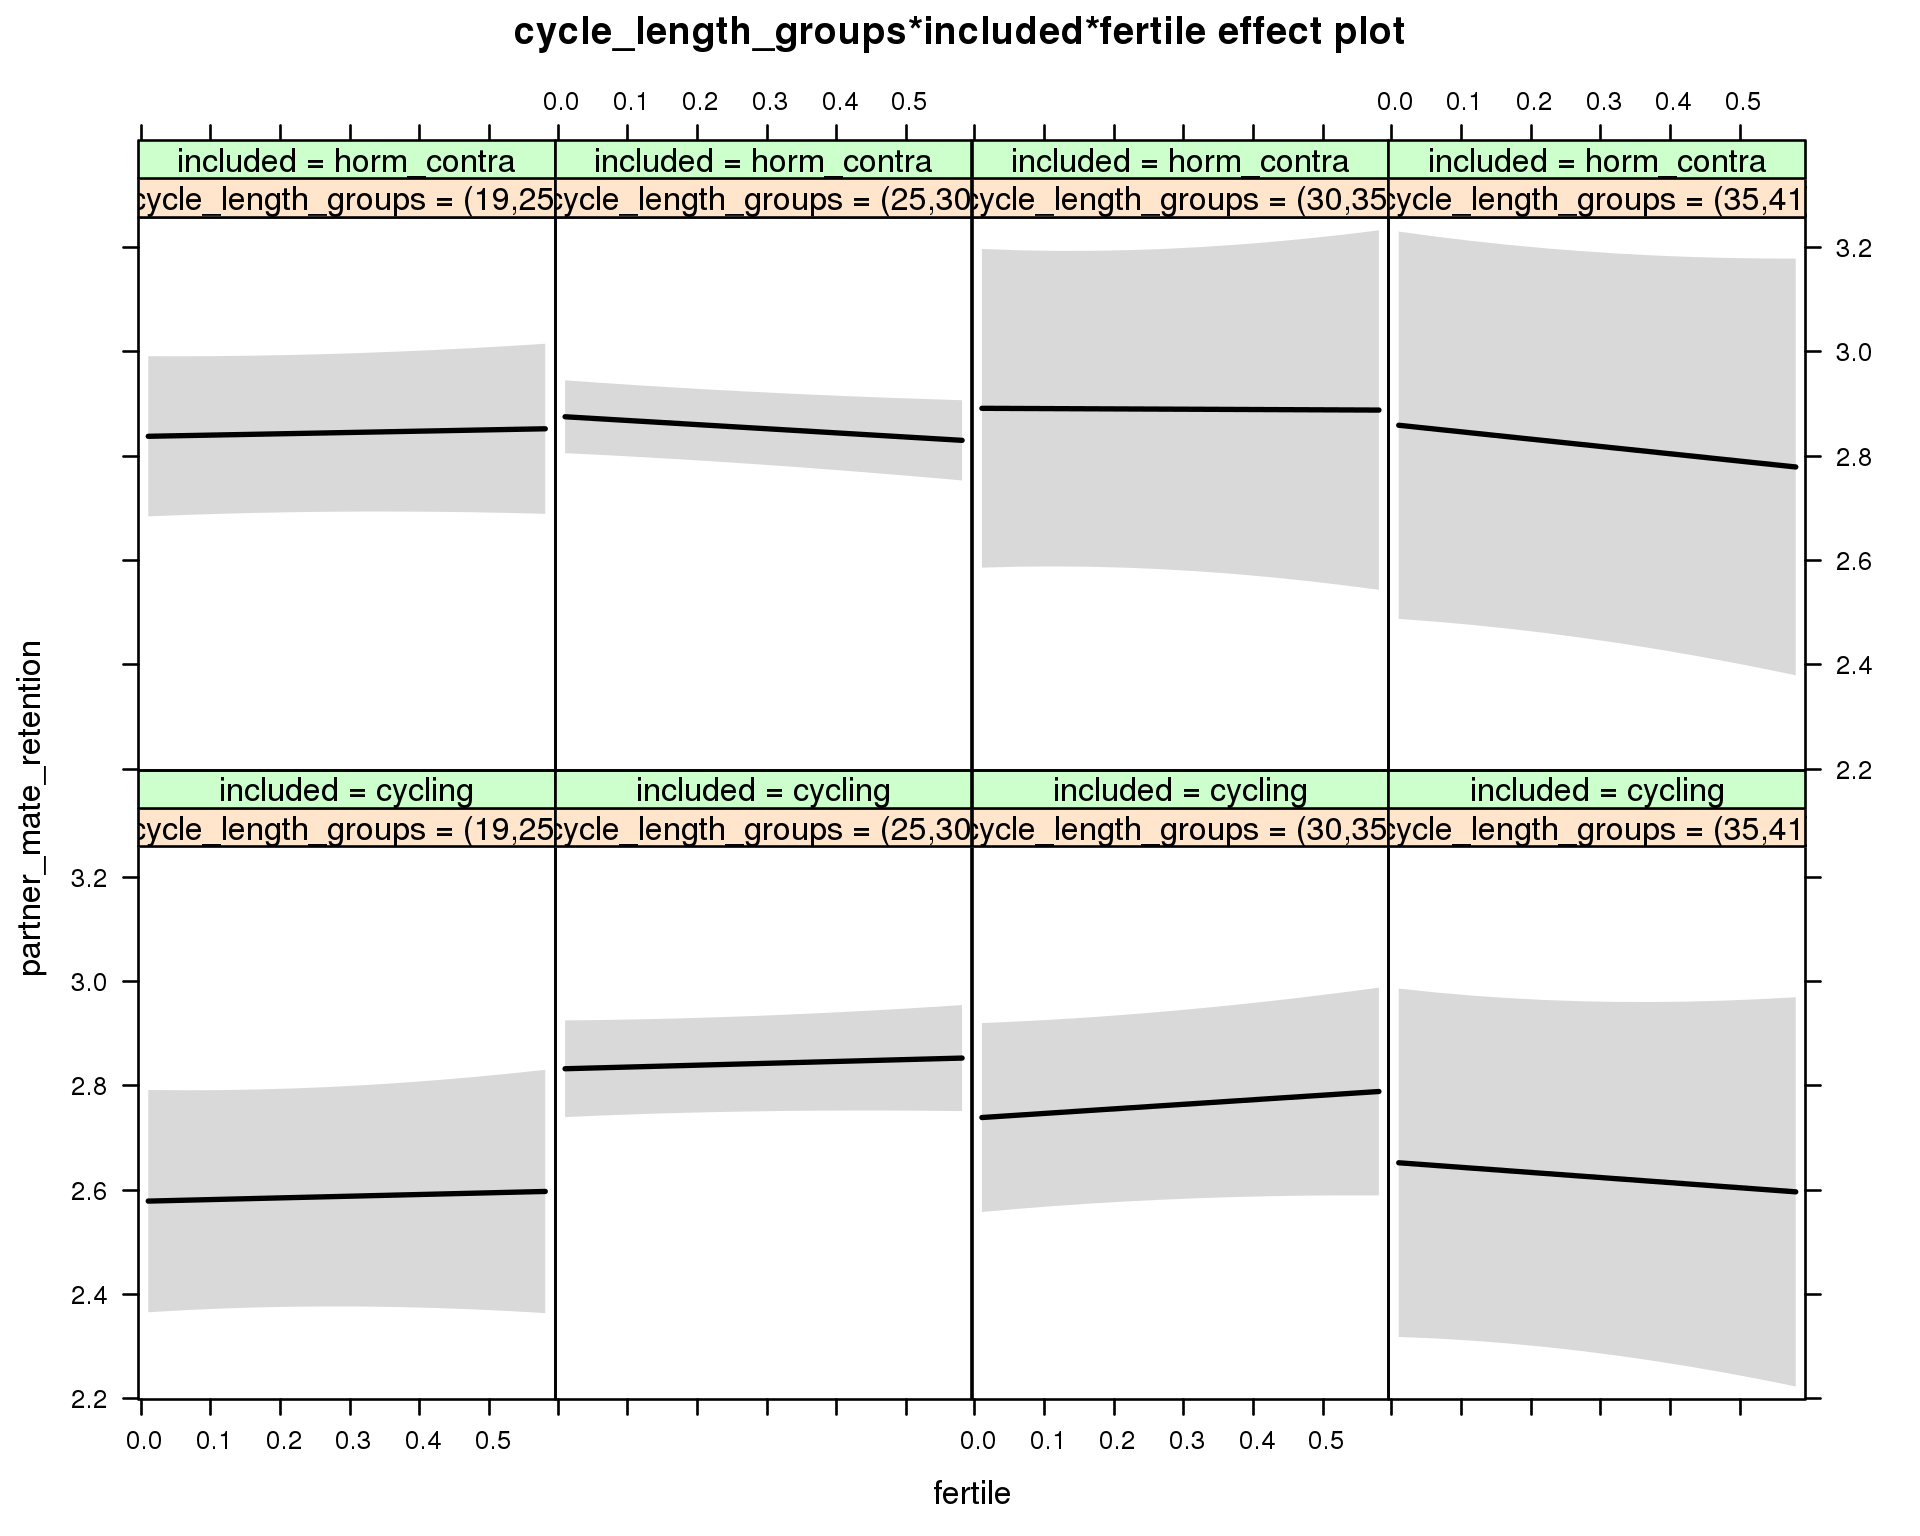 cycle_length_groups*included*fertile effect plot
0.0 0.1 0.2 0.3 0.4 0.5 0.0 0.1 0.2 0.3 0.4 0.5
included = horm_contra included = horm_contra included = horm_contra included = horm_contra
cycle_length_groups = (19,25 cycle_length_groups = (25,30 cycle_length_groups = (30,35 cycle_length_groups = (35,41
3.2
3.0
2.8
2.6
2.4
2.2
partner_mate_retention
included = cycling included = cycling included = cycling included = cycling
cycle_length_groups = (19,25 cycle_length_groups = (25,30 cycle_length_groups = (30,35 cycle_length_groups = (35,41
3.2
3.0
2.8
2.6
2.4
2.2
0.0 0.1 0.2 0.3 0.4 0.5 0.0 0.1 0.2 0.3 0.4 0.5
fertile